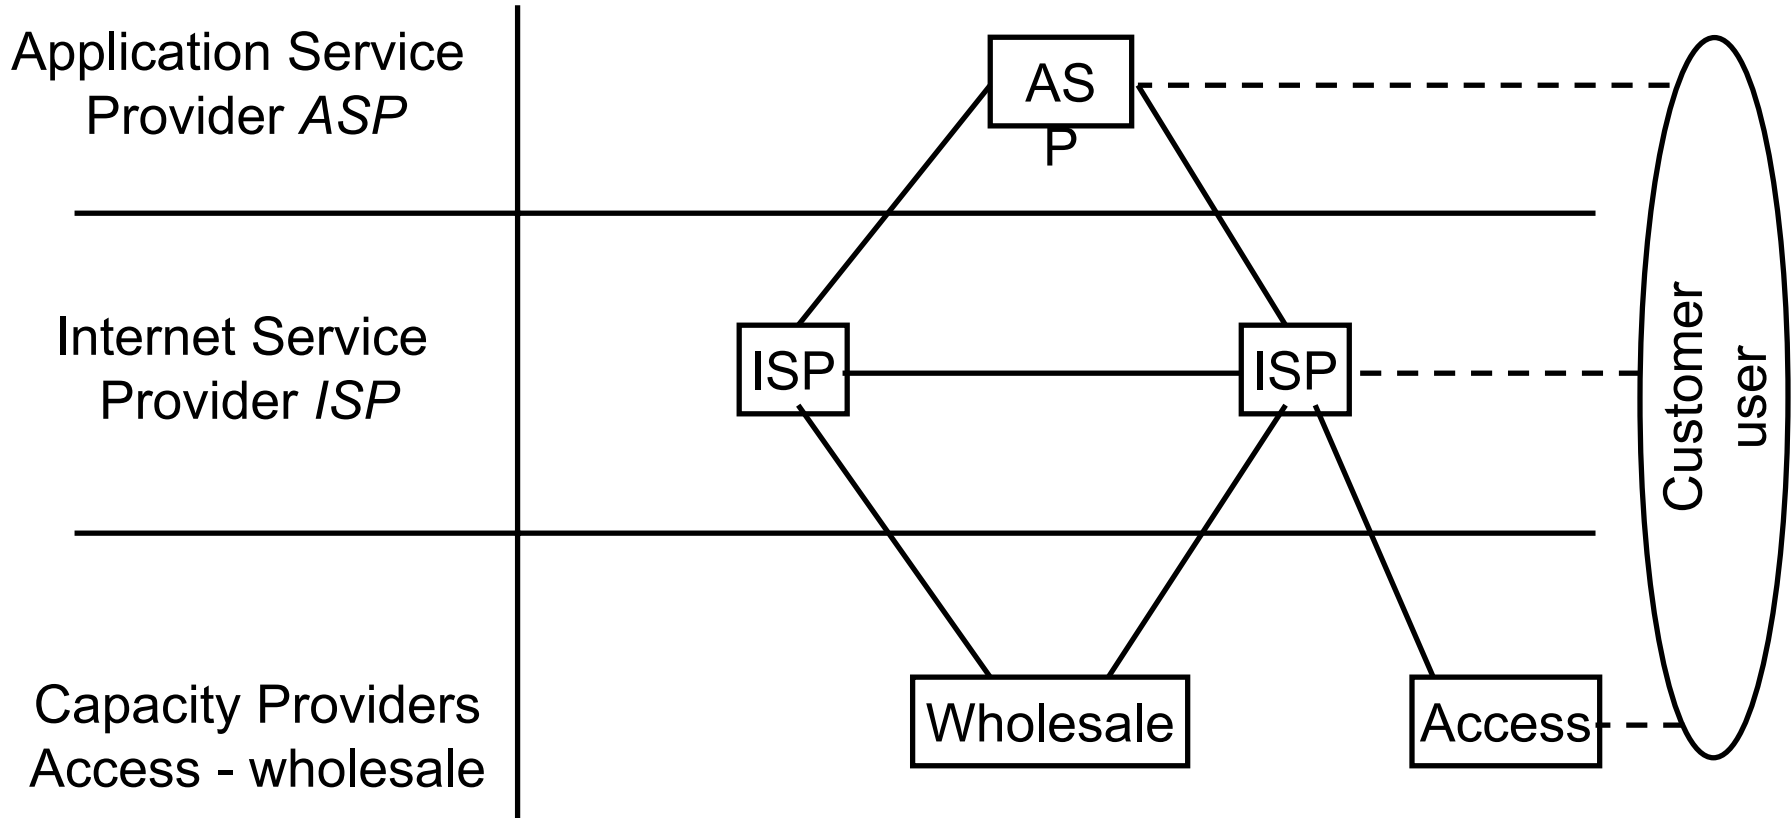 Application Service
Provider ASP
AS
P
Internet Service
Provider ISP
ISP
ISP
Customer
user
Capacity Providers
Access - wholesale
Wholesale
Access